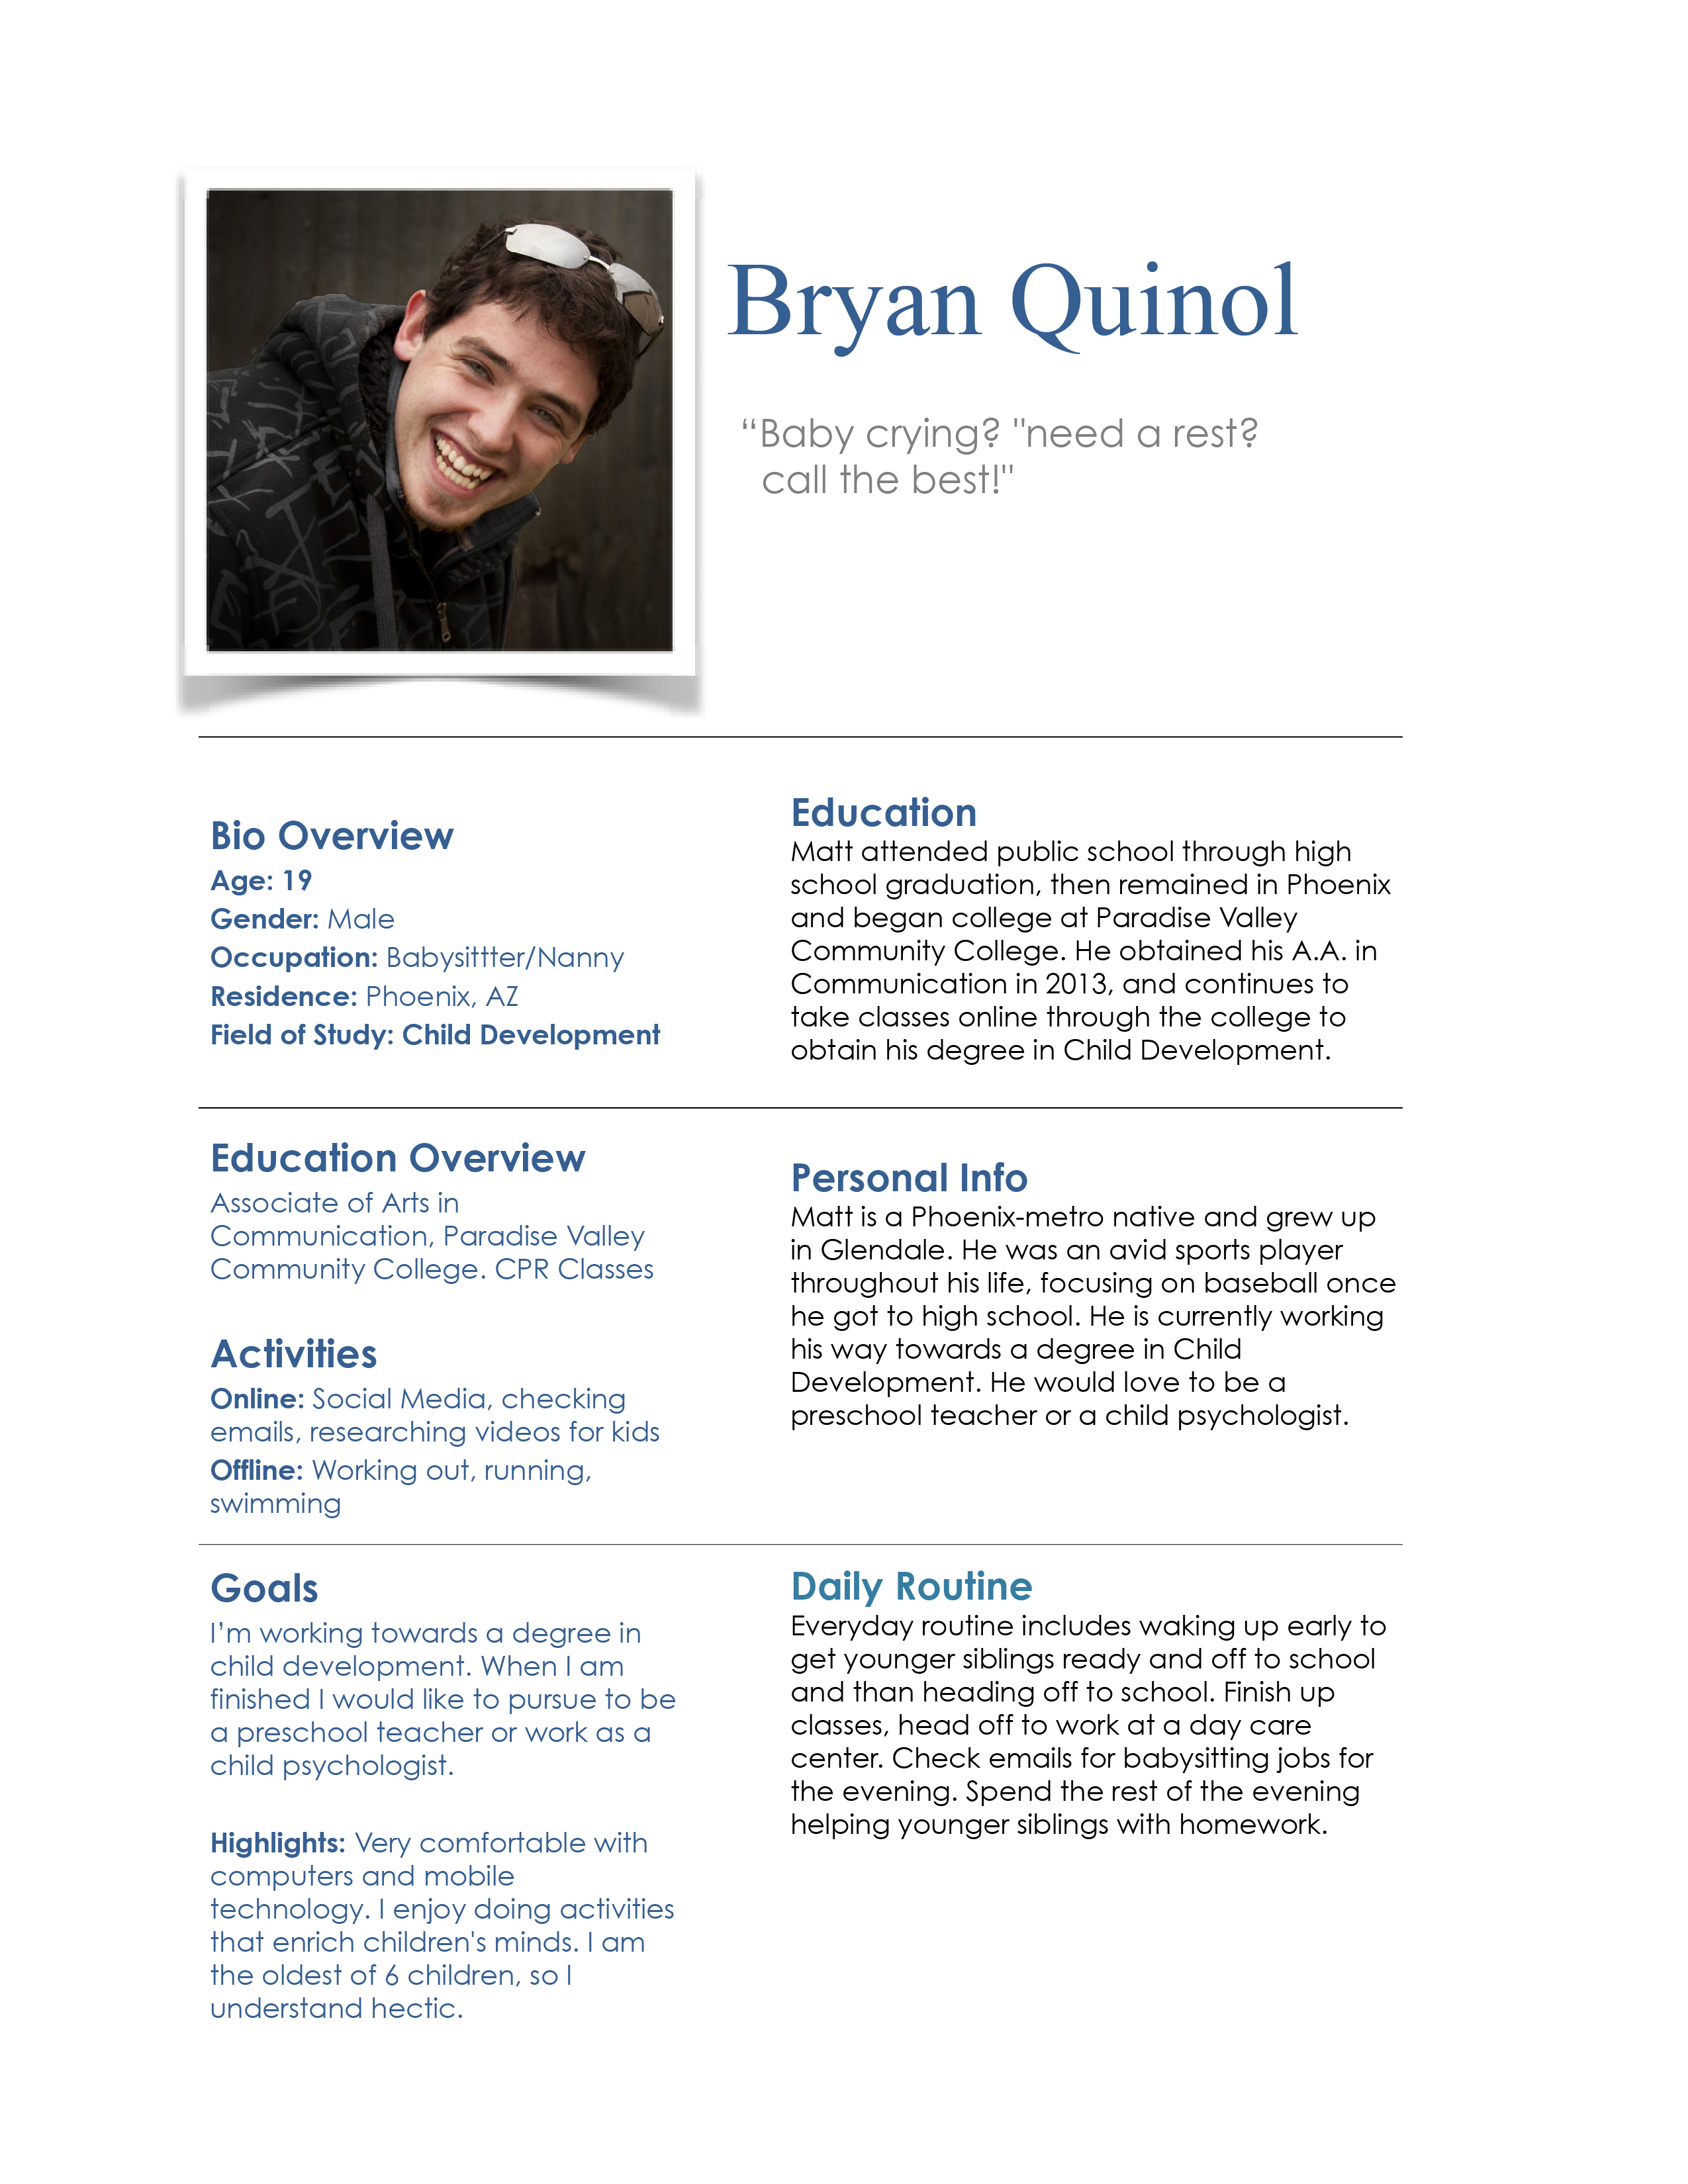 Bryan Quinol
“Baby crying? "need a rest?
call the best!"
Bio Overview
Age: 19
Gender: Male
Occupation: Babysittter/Nanny
Residence: Phoenix, AZ
Field of Study: Child Development
Education
Matt attended public school through high
school graduation, then remained in Phoenix
and began college at Paradise Valley
Community College. He obtained his A.A. in
Communication in 2013, and continues to
take classes online through the college to
obtain his degree in Child Development.
Education Overview
Associate of Arts in
Communication, Paradise Valley
Community College. CPR Classes
Activities
Online: Social Media, checking
emails, researching videos for kids
Offline: Working out, running,
swimming
Personal Info
Matt is a Phoenix-metro native and grew up
in Glendale. He was an avid sports player
throughout his life, focusing on baseball once
he got to high school. He is currently working
his way towards a degree in Child
Development. He would love to be a
preschool teacher or a child psychologist.
Goals
I’m working towards a degree in
child development. When I am
finished I would like to pursue to be
a preschool teacher or work as a
child psychologist.
Highlights: Very comfortable with
computers and mobile
technology. I enjoy doing activities
that enrich children's minds. I am
the oldest of 6 children, so I
understand hectic.
Daily Routine
Everyday routine includes waking up early to
get younger siblings ready and off to school
and than heading off to school. Finish up
classes, head off to work at a day care
center. Check emails for babysitting jobs for
the evening. Spend the rest of the evening
helping younger siblings with homework.